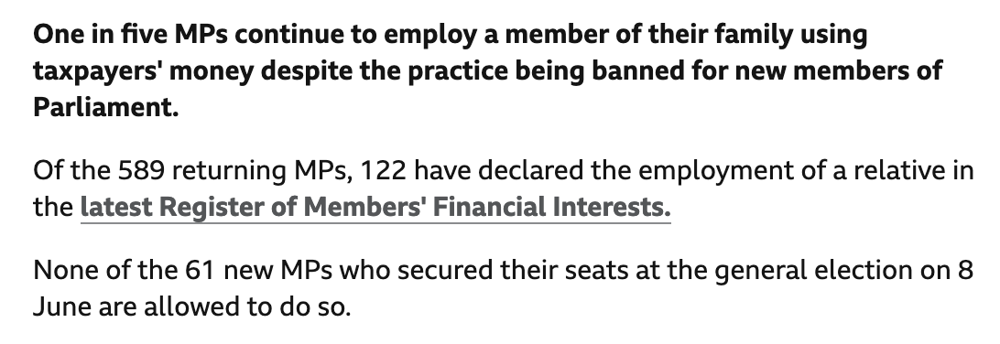 One in five MPs continue to employ a member of their family using
taxpayers' money despite the practice being banned for new members of
Parliament.
Of the 589 returning MPs, 122 have declared the employment of a relative in
the latest Register of Members' Financial Interests.
None of the 61 new MPs who secured their seats at the general election on 8
June are allowed to do so.